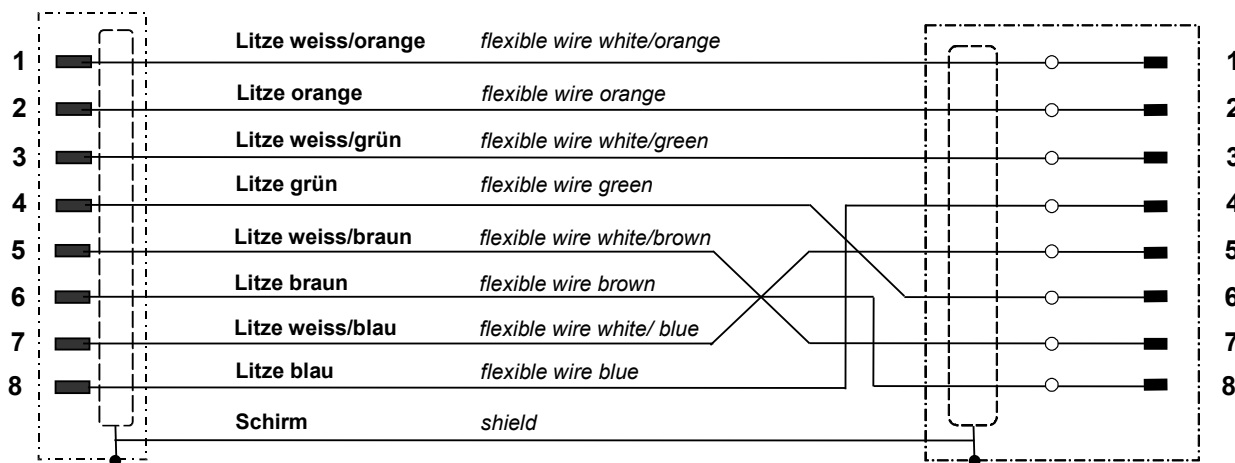 Litze weiss/orange flexible wire white/orange
1 1
Litze orange flexible wire orange
2 2
Litze weiss/grün flexible wire white/green
3 3
Litze grün flexible wire green
4 4
Litze weiss/braun flexible wire white/brown
5 5
Litze braun flexible wire brown
6 6
Litze weiss/blau flexible wire white/ blue
7 7
Litze blau flexible wire blue
8 8
Schirm shield